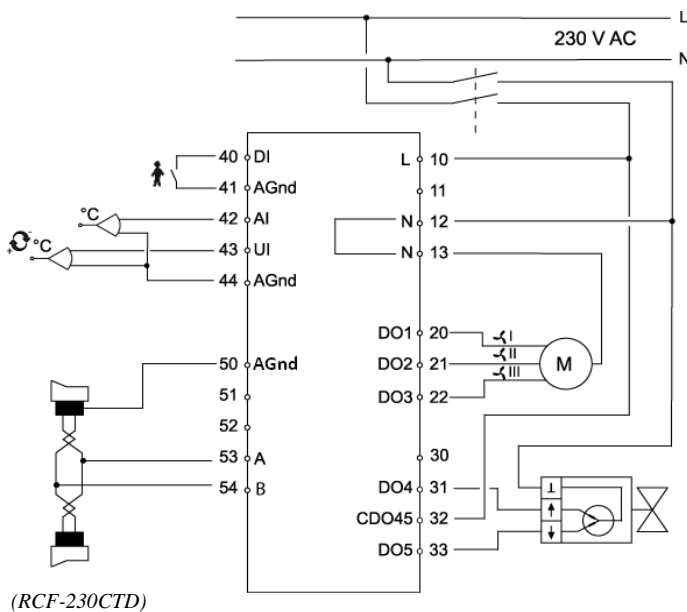 L
230 V AC
N
40 DI
L 10
41 AGnd
11
°C
42 AI
N 12
°C
43 UI
N 13
44 AGnd
DO1 20 I
DO2 21 II
M
DO3 22 III
50 AGnd
51
52
30
53 A
DO4 31
54 B
CDO45 32
DO5 33
(RCF-230CTD)